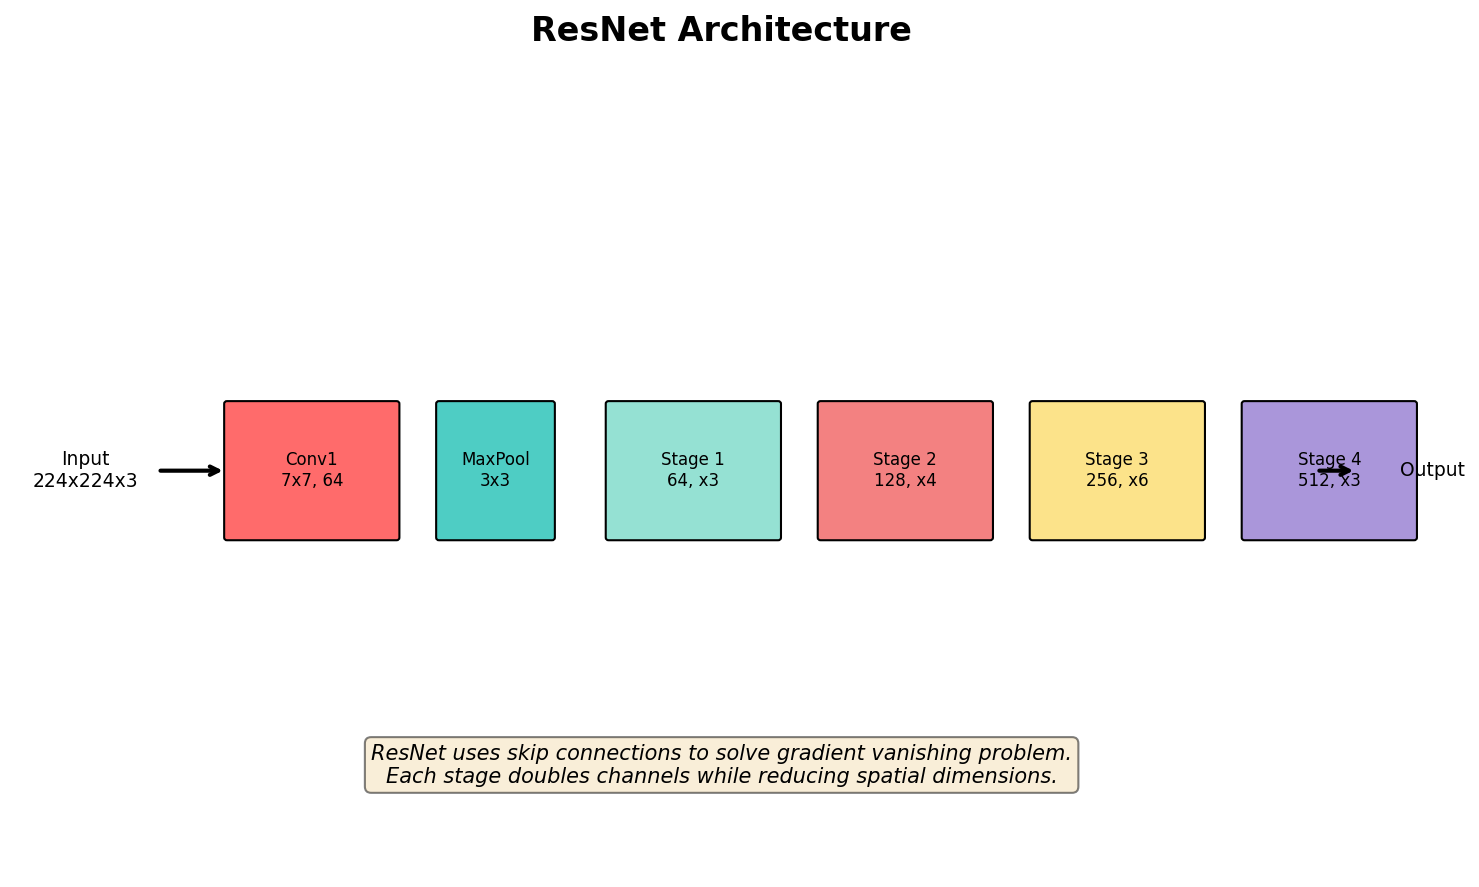 ResNet Architecture
Input
224x224x3
Conv1
7x7, 64
MaxPool
3x3
Stage 1
64, x3
Stage 2
128, x4
Stage 3
256, x6
Stage 4
512, x3
Output
ResNet uses skip connections to solve gradient vanishing problem.
Each stage doubles channels while reducing spatial dimensions.